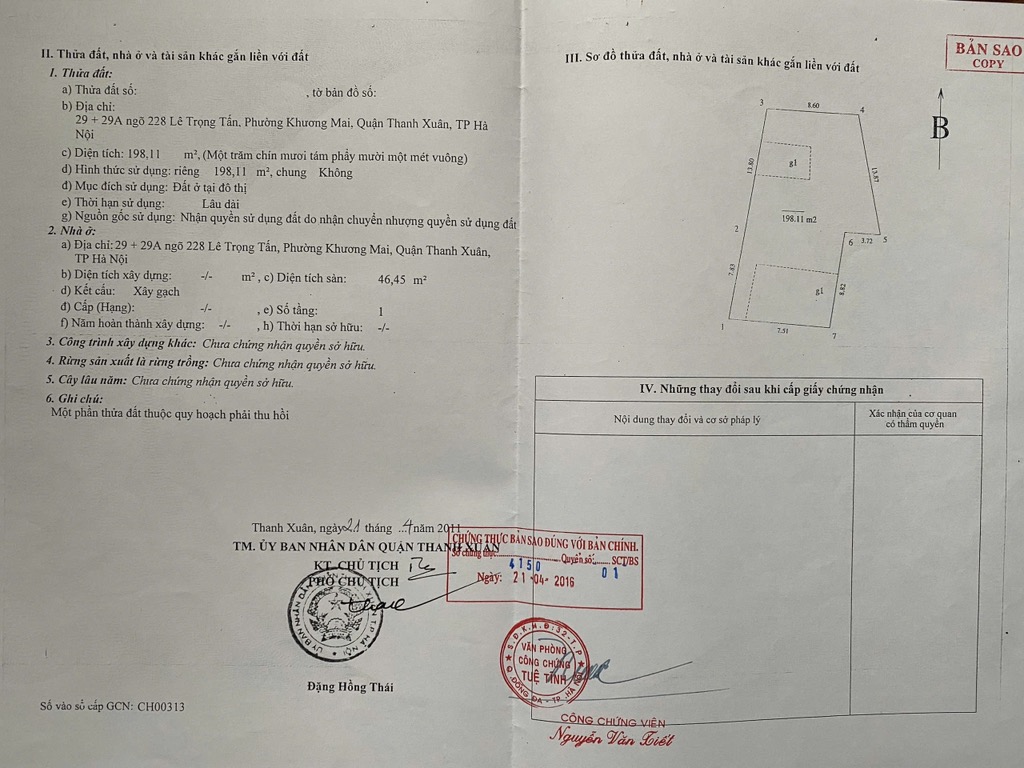 II. Thửa đất, nhà ở và tài sản khác gắn liền với đất
1. Thửa đất:
a) Thửa đất số: , tờ bản đồ số:
b) Địa chỉ:
29 + 29A ngõ 228 Lê Trọng Tấn, Phường Khương Mai, Quận Thanh Xuân, TP Hà
Nội
c) Diện tích: 198,11 m², (Một trăm chín mươi tám phẩy mười một mét vuông)
d) Hình thức sử dụng: riêng 198,11 m², chung Không
đ) Mục đích sử dụng: Đất ở tại đô thị
e) Thời hạn sử dụng: Lâu dài
g) Nguồn gốc sử dụng: Nhận quyền sử dụng đất do nhận chuyển nhượng quyền sử dụng đất
2. Nhà ở:
a) Địa chỉ: 29 + 29A ngõ 228 Lê Trọng Tấn, Phường Khương Mai, Quận Thanh Xuân,
TP Hà Nội
b) Diện tích xây dựng: -/- m² , c) Diện tích sàn: 46,45 m²
d) Kết cấu: Xây gạch
đ) Cấp (Hạng): -/- , e) Số tầng: 1
f) Năm hoàn thành xây dựng: -/- , h) Thời hạn sở hữu: -/-
3. Công trình xây dựng khác: Chưa chứng nhận quyền sở hữu.
4. Rừng sản xuất là rừng trồng: Chưa chứng nhận quyền sở hữu.
5. Cây lâu năm: Chưa chứng nhận quyền sở hữu.
6. Ghi chú:
Một phần thửa đất thuộc quy hoạch phải thu hồi
Thanh Xuân, ngày 21 tháng 4 năm 2011
TM. ỦY BAN NHÂN DÂN QUẬN THANH XUÂN
KT. CHỦ TỊCH
PHÓ CHỦ TỊCH
ỦY BAN NHÂN DÂN
TP HÀ NỘI
Đặng Hồng Thái
Số vào sổ cấp GCN: CH00313
III. Sơ đồ thửa đất, nhà ở và tài sản khác gắn liền với đất
BẢN SAO
COPY
B
3
8.60
4
13.80
g1
13.87
198.11 m2
2
6
3.72
5
7.83
g1
8.82
1
7.51
7
IV. Những thay đổi sau khi cấp giấy chứng nhận
Nội dung thay đổi và cơ sở pháp lý
Xác nhận của cơ quan
có thẩm quyền
CHỨNG THỰC BẢN SAO ĐÚNG VỚI BẢN CHÍNH.
Số chứng thực: 4150 Quyển số: 01 SCT/BS
Ngày: 21-04-2016
VĂN PHÒNG
CÔNG CHỨNG
TUỆ TĨNH
Q. ĐỐNG ĐA - TP. HÀ NỘI
CÔNG CHỨNG VIÊN
Nguyễn Văn Tiết